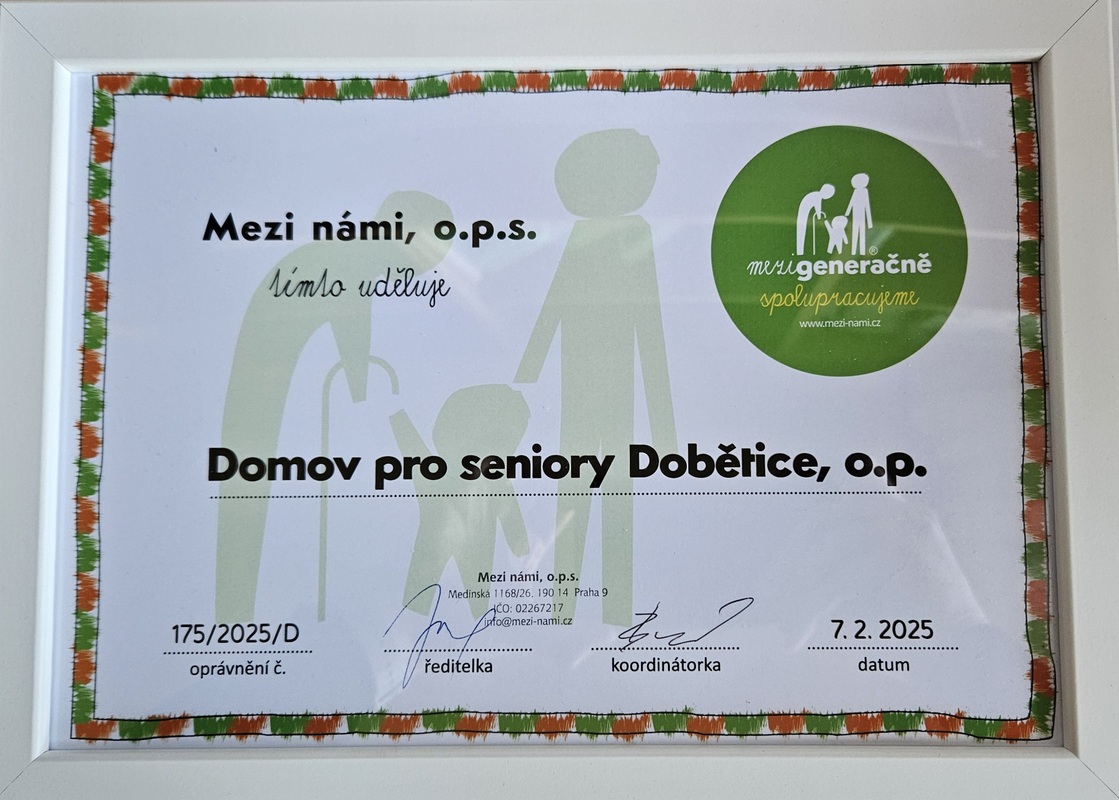 Mezi námi, o.p.s.
tímto uděluje
mezigeneračně
®
spolupracujeme
www.mezi-nami.cz
Domov pro seniory Dobětice, o.p.
Mezi námi, o.p.s.
Medinská 1168/26. 190 14 Praha 9
IČO: 02267217
info@mezi-nami.cz
175/2025/D
oprávnění č.
ředitelka
koordinátorka
7. 2. 2025
datum